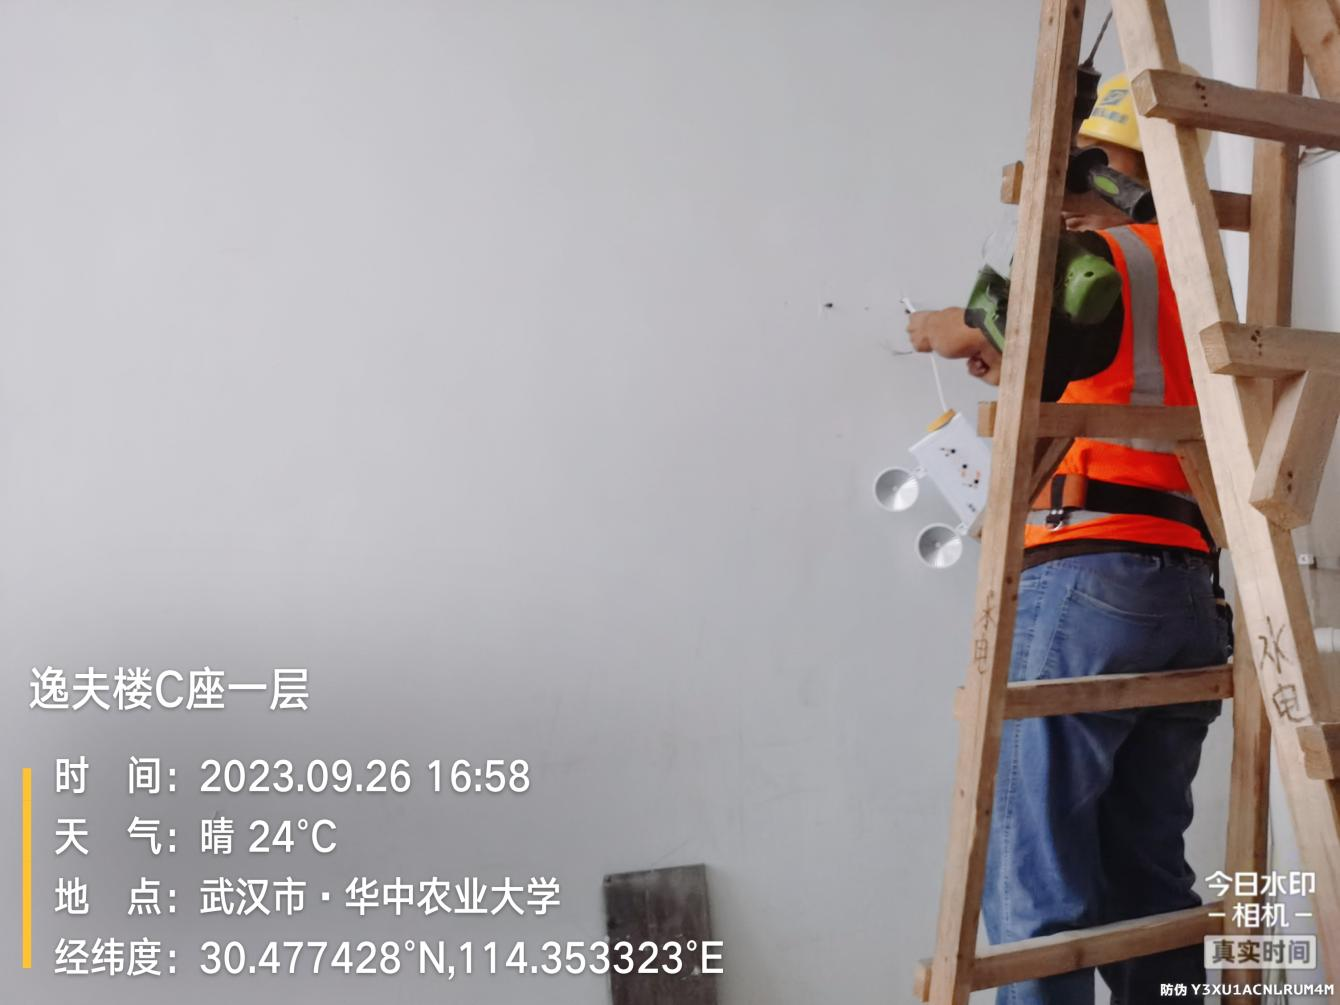 逸夫楼C座一层
时 间：2023.09.26 16:58
天 气：晴 24°C
地 点：武汉市·华中农业大学
经纬度：30.477428°N,114.353323°E
水电
水电
今日水印
相机
真实时间
防伪 Y3XU1ACNLRUM4M